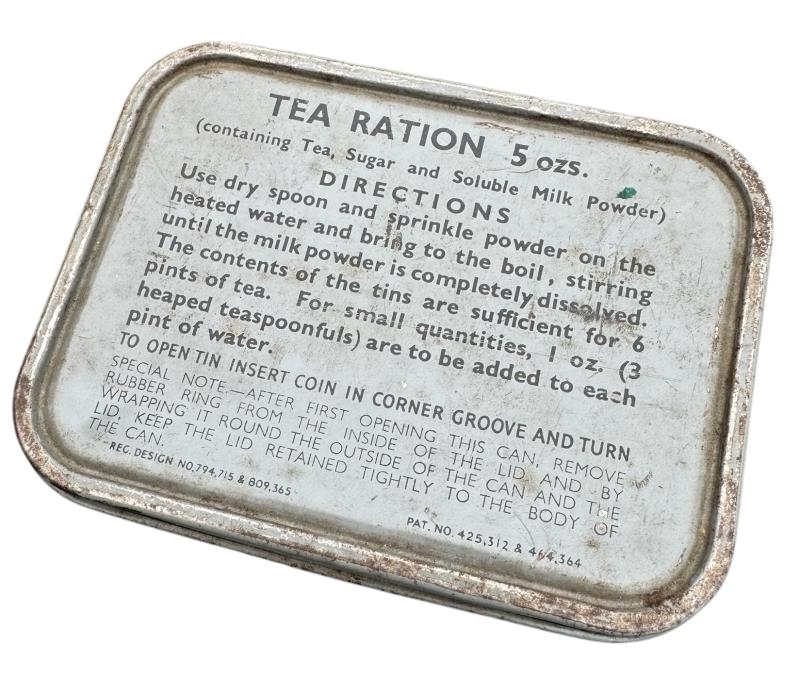 TEA RATION 5 OZS.
(containing Tea, Sugar and Soluble Milk Powder)
DIRECTIONS
Use dry spoon and sprinkle powder on the
heated water and bring to the boil, stirring
until the milk powder is completely dissolved.
The contents of the tins are sufficient for 6
pints of tea. For small quantities, 1 oz. (3
heaped teaspoonfuls) are to be added to each
pint of water.
TO OPEN TIN INSERT COIN IN CORNER GROOVE AND TURN
SPECIAL NOTE—AFTER FIRST OPENING THIS CAN, REMOVE
RUBBER RING FROM THE INSIDE OF THE LID AND BY
WRAPPING IT ROUND THE OUTSIDE OF THE CAN AND THE
LID, KEEP THE LID RETAINED TIGHTLY TO THE BODY OF
THE CAN.
REG. DESIGN NO. 794,715 & 809,365
PAT. NO. 425,312 & 464,364